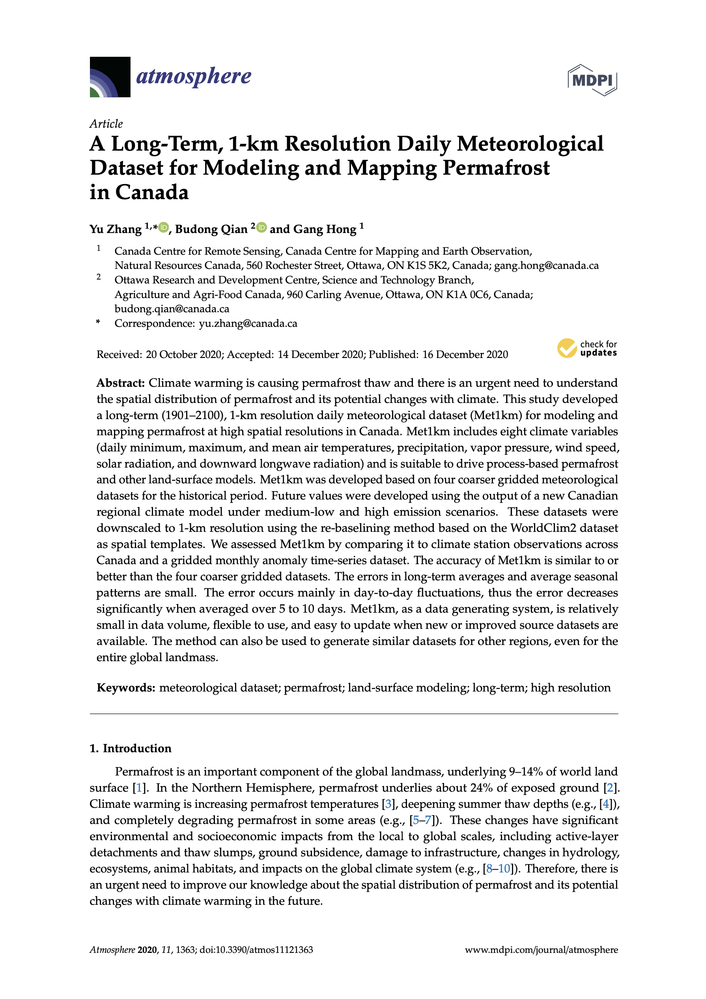 atmosphere
MDPI
Article
A Long-Term, 1-km Resolution Daily Meteorological
Dataset for Modeling and Mapping Permafrost
in Canada
Yu Zhang 1,* iD, Budong Qian 2 iD and Gang Hong 1
1 Canada Centre for Remote Sensing, Canada Centre for Mapping and Earth Observation,
Natural Resources Canada, 560 Rochester Street, Ottawa, ON K1S 5K2, Canada; gang.hong@canada.ca
2 Ottawa Research and Development Centre, Science and Technology Branch,
Agriculture and Agri-Food Canada, 960 Carling Avenue, Ottawa, ON K1A 0C6, Canada;
budong.qian@canada.ca
* Correspondence: yu.zhang@canada.ca
Received: 20 October 2020; Accepted: 14 December 2020; Published: 16 December 2020
check for
updates
Abstract: Climate warming is causing permafrost thaw and there is an urgent need to understand
the spatial distribution of permafrost and its potential changes with climate. This study developed
a long-term (1901–2100), 1-km resolution daily meteorological dataset (Met1km) for modeling and
mapping permafrost at high spatial resolutions in Canada. Met1km includes eight climate variables
(daily minimum, maximum, and mean air temperatures, precipitation, vapor pressure, wind speed,
solar radiation, and downward longwave radiation) and is suitable to drive process-based permafrost
and other land-surface models. Met1km was developed based on four coarser gridded meteorological
datasets for the historical period. Future values were developed using the output of a new Canadian
regional climate model under medium-low and high emission scenarios. These datasets were
downscaled to 1-km resolution using the re-baselining method based on the WorldClim2 dataset
as spatial templates. We assessed Met1km by comparing it to climate station observations across
Canada and a gridded monthly anomaly time-series dataset. The accuracy of Met1km is similar to or
better than the four coarser gridded datasets. The errors in long-term averages and average seasonal
patterns are small. The error occurs mainly in day-to-day fluctuations, thus the error decreases
significantly when averaged over 5 to 10 days. Met1km, as a data generating system, is relatively
small in data volume, flexible to use, and easy to update when new or improved source datasets are
available. The method can also be used to generate similar datasets for other regions, even for the
entire global landmass.
Keywords: meteorological dataset; permafrost; land-surface modeling; long-term; high resolution
1. Introduction
Permafrost is an important component of the global landmass, underlying 9–14% of world land
surface [1]. In the Northern Hemisphere, permafrost underlies about 24% of exposed ground [2].
Climate warming is increasing permafrost temperatures [3], deepening summer thaw depths (e.g., [4]),
and completely degrading permafrost in some areas (e.g., [5–7]). These changes have significant
environmental and socioeconomic impacts from the local to global scales, including active-layer
detachments and thaw slumps, ground subsidence, damage to infrastructure, changes in hydrology,
ecosystems, animal habitats, and impacts on the global climate system (e.g., [8–10]). Therefore, there is
an urgent need to improve our knowledge about the spatial distribution of permafrost and its potential
changes with climate warming in the future.
Atmosphere 2020, 11, 1363; doi:10.3390/atmos11121363
www.mdpi.com/journal/atmosphere